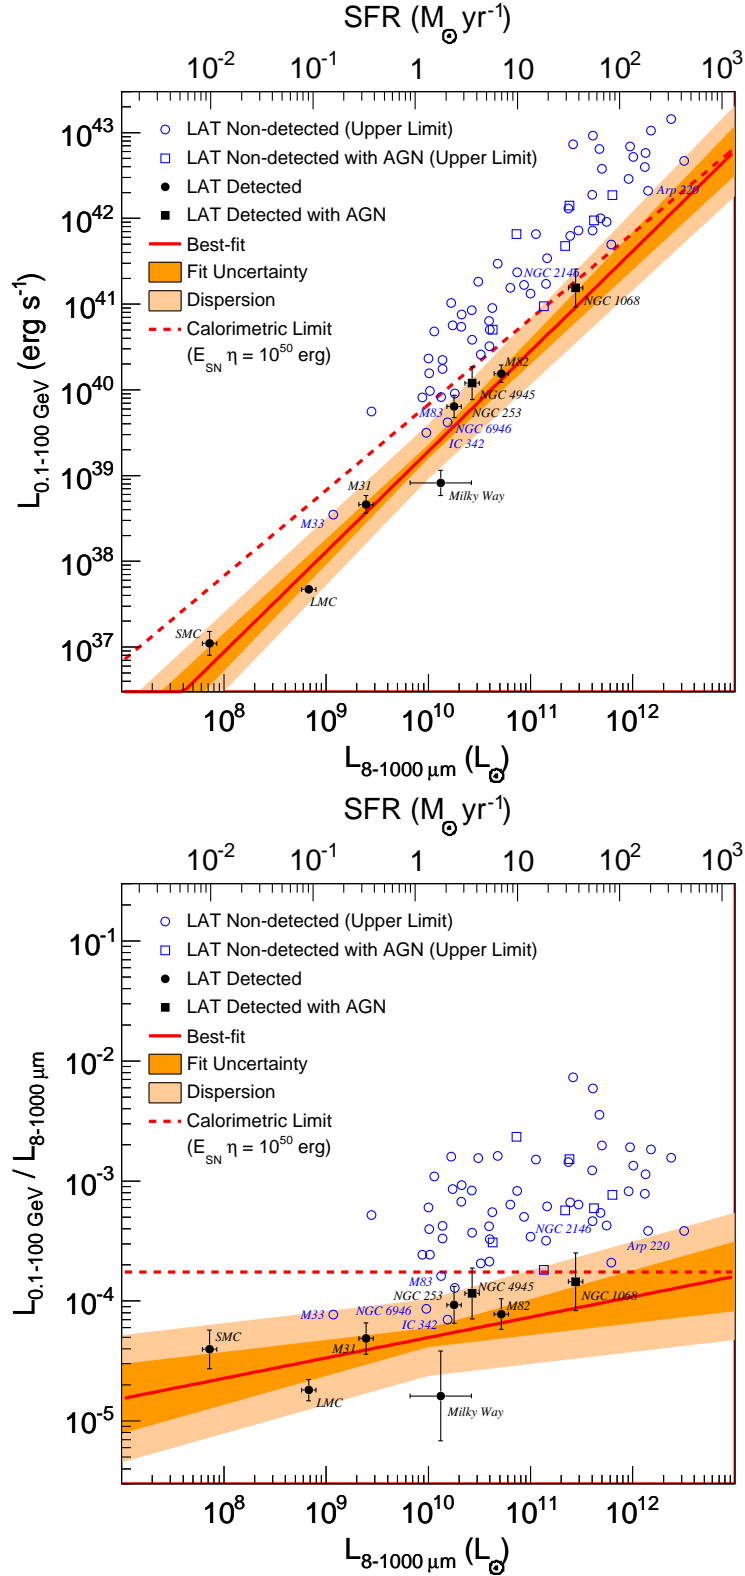 SFR (M⊙ yr⁻¹)
10⁻² 10⁻¹ 1 10 10² 10³
LAT Non-detected (Upper Limit)
LAT Non-detected with AGN (Upper Limit)
LAT Detected
LAT Detected with AGN
Best-fit
Fit Uncertainty
Dispersion
Calorimetric Limit
(E_SN η = 10⁵⁰ erg)
L_0.1-100 GeV (erg s⁻¹)
10⁴³
10⁴²
10⁴¹
10⁴⁰
10³⁹
10³⁸
10³⁷
Arp 220
NGC 2146
NGC 1068
M82
NGC 4945
M83
NGC 253
NGC 6946
IC 342
M31
Milky Way
M33
LMC
SMC
10⁸ 10⁹ 10¹⁰ 10¹¹ 10¹²
L_8-1000 μm (L⊙)
SFR (M⊙ yr⁻¹)
10⁻² 10⁻¹ 1 10 10² 10³
LAT Non-detected (Upper Limit)
LAT Non-detected with AGN (Upper Limit)
LAT Detected
LAT Detected with AGN
Best-fit
Fit Uncertainty
Dispersion
Calorimetric Limit
(E_SN η = 10⁵⁰ erg)
L_0.1-100 GeV / L_8-1000 μm
10⁻¹
10⁻²
10⁻³
10⁻⁴
10⁻⁵
NGC 2146
Arp 220
M83
NGC 4945
NGC 253
NGC 1068
M33
NGC 6946
M82
IC 342
SMC
M31
LMC
Milky Way
10⁸ 10⁹ 10¹⁰ 10¹¹ 10¹²
L_8-1000 μm (L⊙)